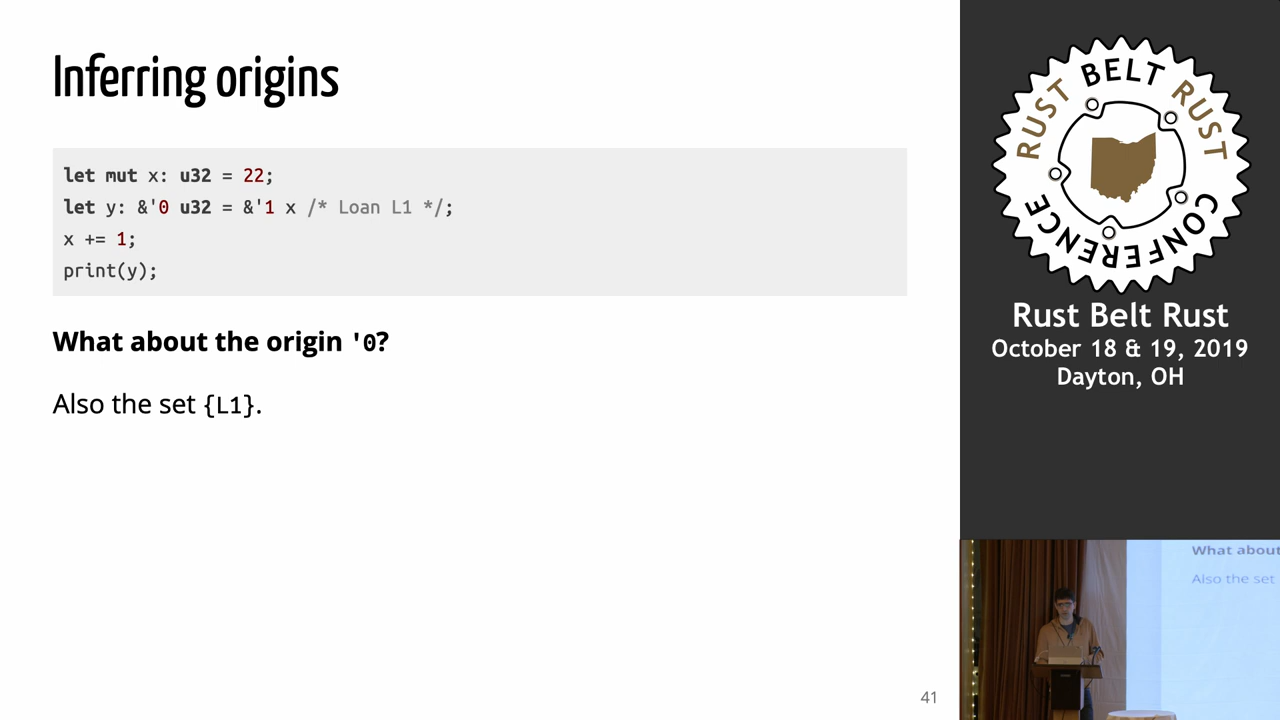 Inferring origins
let mut x: u32 = 22;
let y: &'0 u32 = &'1 x /* Loan L1 */;
x += 1;
print(y);
What about the origin '0?
Also the set {L1}.
41
RUST BELT RUST
CONFERENCE
Rust Belt Rust
October 18 & 19, 2019
Dayton, OH
What about
Also the set